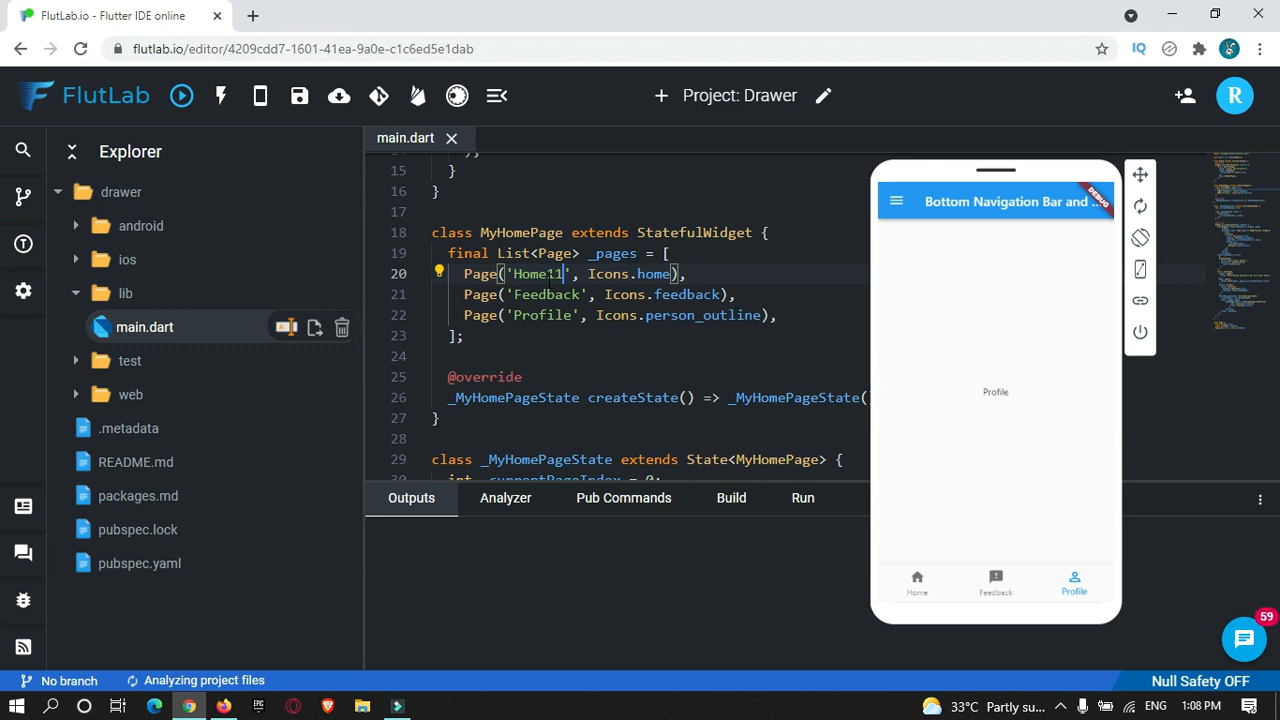 FlutLab.io - Flutter IDE online
flutlab.io/editor/4209cdd7-1601-41ea-9a0e-c1c6ed5e1dab
IQ
FlutLab
Project: Drawer
R
Explorer
main.dart
drawer
android
ios
lib
main.dart
test
web
.metadata
README.md
packages.md
pubspec.lock
pubspec.yaml
15 }
16 }
17
18 class MyHomePage extends StatefulWidget {
19 final List<Page> _pages = [
20 Page('Home11', Icons.home),
21 Page('Feedback', Icons.feedback),
22 Page('Profile', Icons.person_outline),
23 ];
24
25 @override
26 _MyHomePageState createState() => _MyHomePageState()
27 }
28
29 class _MyHomePageState extends State<MyHomePage> {
30 int _currentPageIndex = 0;
Outputs
Analyzer
Pub Commands
Build
Run
Bottom Navigation Bar and ...
DEBUG
Profile
Home
Feedback
Profile
59
No branch
Analyzing project files
Null Safety OFF
33°C Partly su...
ENG
1:08 PM